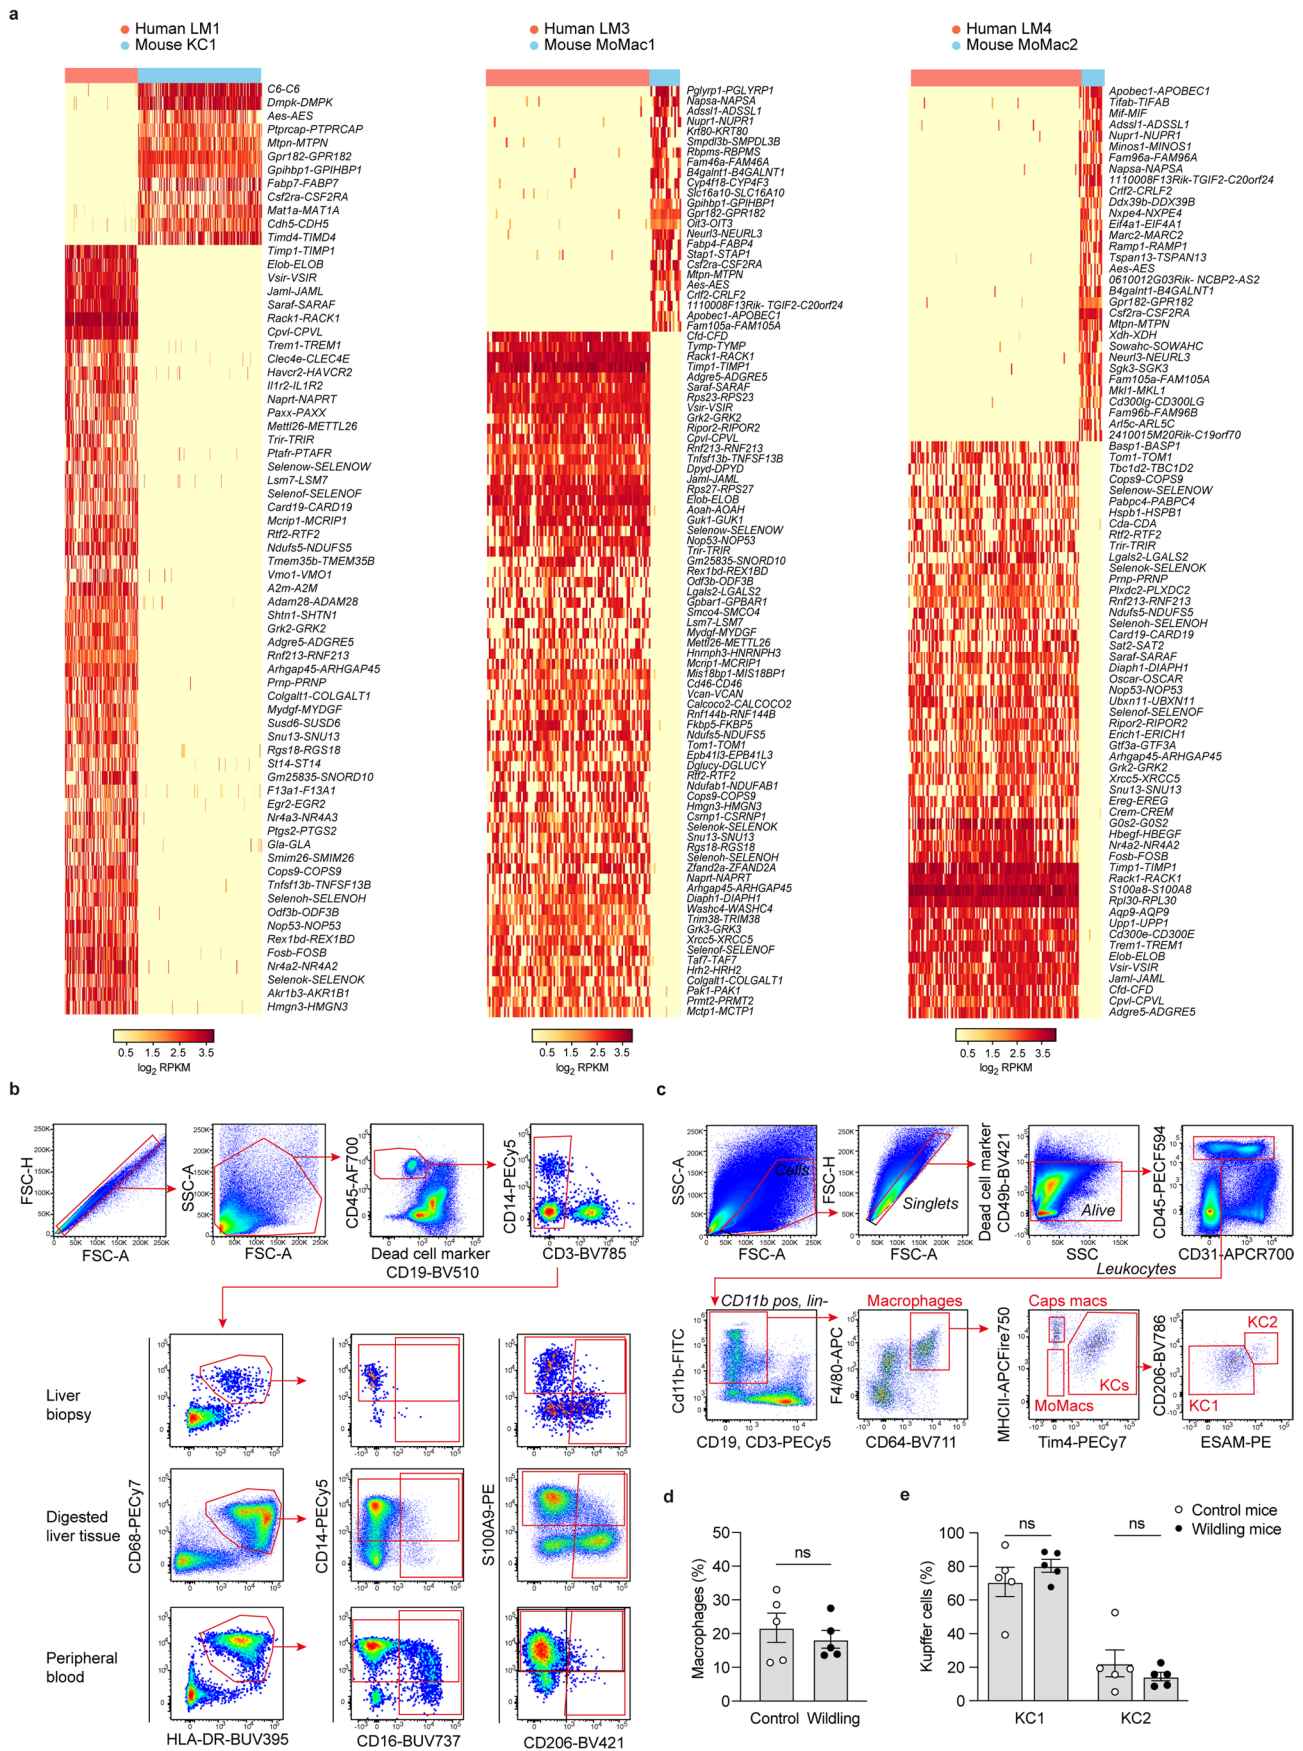 a
Human LM1
Mouse KC1
C6-C6
Dmpk-DMPK
Aes-AES
Ptprcap-PTPRCAP
Mtpn-MTPN
Gpr182-GPR182
Gpihbp1-GPIHBP1
Fabp7-FABP7
Csf2ra-CSF2RA
Mat1a-MAT1A
Cdh5-CDH5
Timd4-TIMD4
Timp1-TIMP1
Elob-ELOB
Vsir-VSIR
Jaml-JAML
Saraf-SARAF
Rack1-RACK1
Cpvl-CPVL
Trem1-TREM1
Clec4e-CLEC4E
Havcr2-HAVCR2
Il1r2-IL1R2
Naprt-NAPRT
Paxx-PAXX
Mettl26-METTL26
Trir-TRIR
Ptafr-PTAFR
Selenow-SELENOW
Lsm7-LSM7
Selenof-SELENOF
Card19-CARD19
Mcrip1-MCRIP1
Rtf2-RTF2
Ndufs5-NDUFS5
Tmem35b-TMEM35B
Vmo1-VMO1
A2m-A2M
Adam28-ADAM28
Shtn1-SHTN1
Grk2-GRK2
Adgre5-ADGRE5
Rnf213-RNF213
Arhgap45-ARHGAP45
Prnp-PRNP
Colgalt1-COLGALT1
Mydgf-MYDGF
Susd6-SUSD6
Snu13-SNU13
Rgs18-RGS18
St14-ST14
Gm25835-SNORD10
F13a1-F13A1
Egr2-EGR2
Nr4a3-NR4A3
Ptgs2-PTGS2
Gla-GLA
Smim26-SMIM26
Cops9-COPS9
Tnfsf13b-TNFSF13B
Selenoh-SELENOH
Odf3b-ODF3B
Nop53-NOP53
Rex1bd-REX1BD
Fosb-FOSB
Nr4a2-NR4A2
Selenok-SELENOK
Akr1b3-AKR1B1
Hmgn3-HMGN3
0.5 1.5 2.5 3.5
log2 RPKM
Human LM3
Mouse MoMac1
Pglyrp1-PGLYRP1
Napsa-NAPSA
Adssl1-ADSSL1
Nupr1-NUPR1
Krt80-KRT80
Smpdl3b-SMPDL3B
Rbpms-RBPMS
Fam46a-FAM46A
B4galnt1-B4GALNT1
Cyp4f18-CYP4F3
Slc16a10-SLC16A10
Gpihbp1-GPIHBP1
Gpr182-GPR182
Oit3-OIT3
Neurl3-NEURL3
Fabp4-FABP4
Stap1-STAP1
Csf2ra-CSF2RA
Mtpn-MTPN
Aes-AES
Crlf2-CRLF2
1110008F13Rik- TGIF2-C20orf24
Apobec1-APOBEC1
Fam105a-FAM105A
Cfd-CFD
Tymp-TYMP
Rack1-RACK1
Timp1-TIMP1
Adgre5-ADGRE5
Saraf-SARAF
Rps23-RPS23
Vsir-VSIR
Grk2-GRK2
Ripor2-RIPOR2
Cpvl-CPVL
Rnf213-RNF213
Tnfsf13b-TNFSF13B
Dpyd-DPYD
Jaml-JAML
Rps27-RPS27
Elob-ELOB
Aoah-AOAH
Guk1-GUK1
Selenow-SELENOW
Nop53-NOP53
Trir-TRIR
Gm25835-SNORD10
Rex1bd-REX1BD
Odf3b-ODF3B
Lgals2-LGALS2
Gpbar1-GPBAR1
Smco4-SMCO4
Lsm7-LSM7
Mydgf-MYDGF
Mettl26-METTL26
Hnrnph3-HNRNPH3
Mcrip1-MCRIP1
Mis18bp1-MIS18BP1
Cd46-CD46
Vcan-VCAN
Calcoco2-CALCOCO2
Rnf144b-RNF144B
Fkbp5-FKBP5
Ndufs5-NDUFS5
Tom1-TOM1
Epb41l3-EPB41L3
Dglucy-DGLUCY
Rtf2-RTF2
Ndufab1-NDUFAB1
Cops9-COPS9
Hmgn3-HMGN3
Csrnp1-CSRNP1
Selenok-SELENOK
Snu13-SNU13
Rgs18-RGS18
Selenoh-SELENOH
Zfand2a-ZFAND2A
Naprt-NAPRT
Arhgap45-ARHGAP45
Diaph1-DIAPH1
Washc4-WASHC4
Trim38-TRIM38
Grk3-GRK3
Xrcc5-XRCC5
Selenof-SELENOF
Taf7-TAF7
Hrh2-HRH2
Colgalt1-COLGALT1
Pak1-PAK1
Prmt2-PRMT2
Mctp1-MCTP1
0.5 1.5 2.5 3.5
log2 RPKM
Human LM4
Mouse MoMac2
Apobec1-APOBEC1
Tifab-TIFAB
Mif-MIF
Adssl1-ADSSL1
Nupr1-NUPR1
Minos1-MINOS1
Fam96a-FAM96A
Napsa-NAPSA
1110008F13Rik-TGIF2-C20orf24
Crlf2-CRLF2
Ddx39b-DDX39B
Nxpe4-NXPE4
Eif4a1-EIF4A1
Marc2-MARC2
Ramp1-RAMP1
Tspan13-TSPAN13
Aes-AES
0610012G03Rik- NCBP2-AS2
B4galnt1-B4GALNT1
Gpr182-GPR182
Csf2ra-CSF2RA
Mtpn-MTPN
Xdh-XDH
Sowahc-SOWAHC
Neurl3-NEURL3
Sgk3-SGK3
Fam105a-FAM105A
Mkl1-MKL1
Cd300lg-CD300LG
Fam96b-FAM96B
Arl5c-ARL5C
2410015M20Rik-C19orf70
Basp1-BASP1
Tom1-TOM1
Tbc1d2-TBC1D2
Cops9-COPS9
Selenow-SELENOW
Pabpc4-PABPC4
Hspb1-HSPB1
Cda-CDA
Rtf2-RTF2
Trir-TRIR
Lgals2-LGALS2
Selenok-SELENOK
Prnp-PRNP
Plxdc2-PLXDC2
Rnf213-RNF213
Ndufs5-NDUFS5
Selenoh-SELENOH
Card19-CARD19
Sat2-SAT2
Saraf-SARAF
Diaph1-DIAPH1
Oscar-OSCAR
Nop53-NOP53
Ubxn11-UBXN11
Selenof-SELENOF
Ripor2-RIPOR2
Erich1-ERICH1
Gtf3a-GTF3A
Arhgap45-ARHGAP45
Grk2-GRK2
Xrcc5-XRCC5
Snu13-SNU13
Ereg-EREG
Crem-CREM
G0s2-G0S2
Hbegf-HBEGF
Nr4a2-NR4A2
Fosb-FOSB
Timp1-TIMP1
Rack1-RACK1
S100a8-S100A8
Rpl30-RPL30
Aqp9-AQP9
Upp1-UPP1
Cd300e-CD300E
Trem1-TREM1
Elob-ELOB
Vsir-VSIR
Jaml-JAML
Cfd-CFD
Cpvl-CPVL
Adgre5-ADGRE5
0.5 1.5 2.5 3.5
log2 RPKM
b
FSC-H
FSC-A
SSC-A
FSC-A
CD45-AF700
Dead cell marker
CD19-BV510
CD14-PECy5
CD3-BV785
Liver
biopsy
Digested
liver tissue
Peripheral
blood
CD68-PECy7
HLA-DR-BUV395
CD14-PECy5
CD16-BUV737
S100A9-PE
CD206-BV421
c
SSC-A
Cells
FSC-A
FSC-H
Singlets
FSC-A
Dead cell marker
CD49b-BV421
Alive
SSC
CD45-PECF594
CD31-APCR700
Leukocytes
CD11b pos, lin-
Cd11b-FITC
CD19, CD3-PECy5
Macrophages
F4/80-APC
CD64-BV711
Caps macs
MHCII-APCFire750
KCs
MoMacs
Tim4-PECy7
CD206-BV786
KC2
KC1
ESAM-PE
d
Macrophages (%)
50
40
30
20
10
0
ns
Control Wildling
e
Control mice
Wildling mice
Kupffer cells (%)
100
80
60
40
20
0
ns ns
KC1 KC2